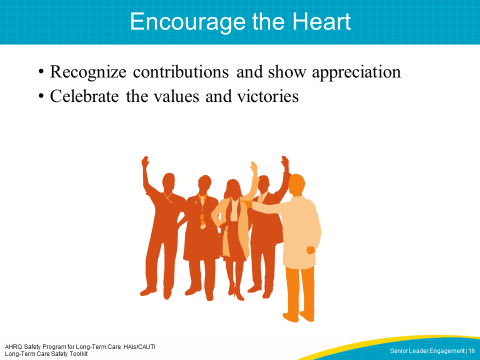 Encourage the Heart
• Recognize contributions and show appreciation
• Celebrate the values and victories
AHRQ Safety Program for Long-Term Care: HAIs/CAUTI
Long-Term Care Safety Toolkit
Senior Leader Engagement | 16